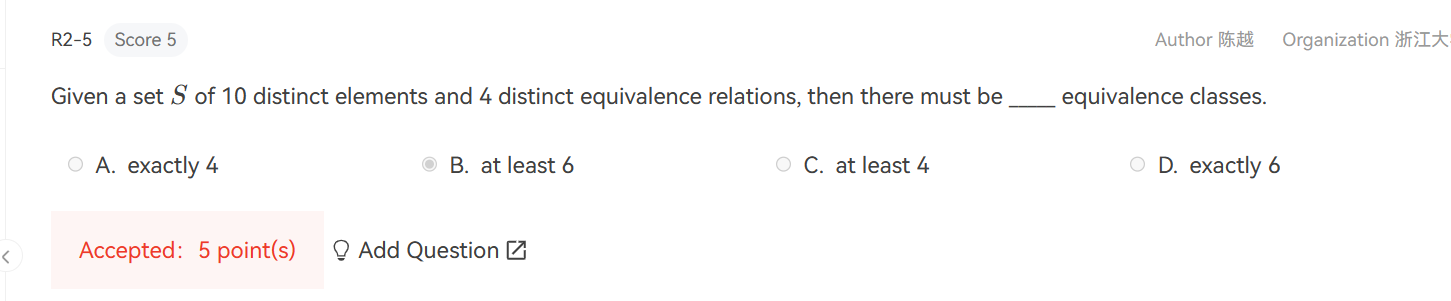 R2-5 Score 5 Author 陈越 Organization 浙江大
Given a set S of 10 distinct elements and 4 distinct equivalence relations, then there must be ____ equivalence classes.
A. exactly 4 B. at least 6 C. at least 4 D. exactly 6
Accepted: 5 point(s) Add Question